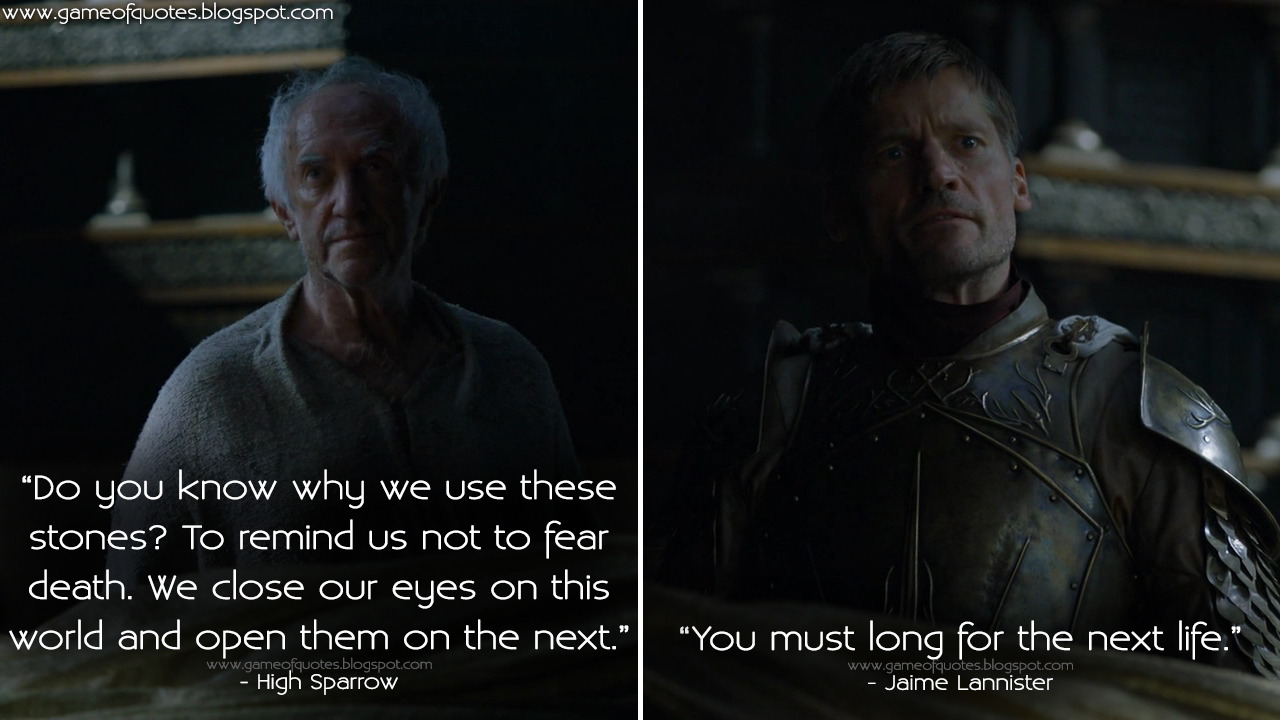 www.gameofquotes.blogspot.com
“Do you know why we use these
stones? To remind us not to fear
death. We close our eyes on this
world and open them on the next.”
www.gameofquotes.blogspot.com
- High Sparrow
“You must long for the next life.”
www.gameofquotes.blogspot.com
- Jaime Lannister